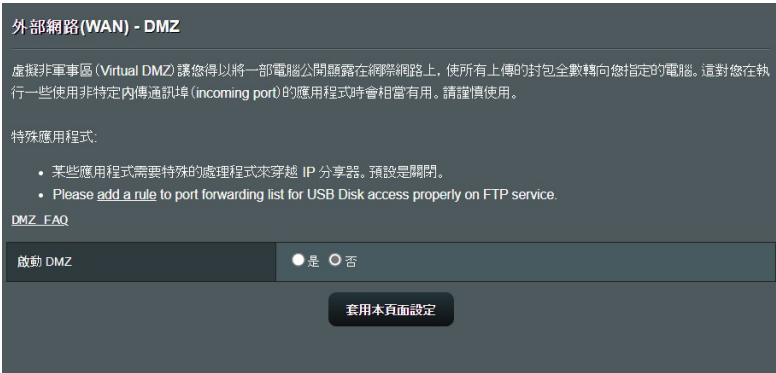 外部網路(WAN) - DMZ
虛擬非軍事區(Virtual DMZ)讓您得以將一部電腦公開顯露在網際網路上，使所有上傳的封包全數轉向您指定的電腦。這對您在執
行一些使用非特定內傳通訊埠(incoming port)的應用程式時會相當有用。請謹慎使用。
特殊應用程式:
• 某些應用程式需要特殊的處理程式來穿越 IP 分享器。預設是關閉。
• Please add a rule to port forwarding list for USB Disk access properly on FTP service.
DMZ FAQ
啟動 DMZ
是 否
套用本頁面設定